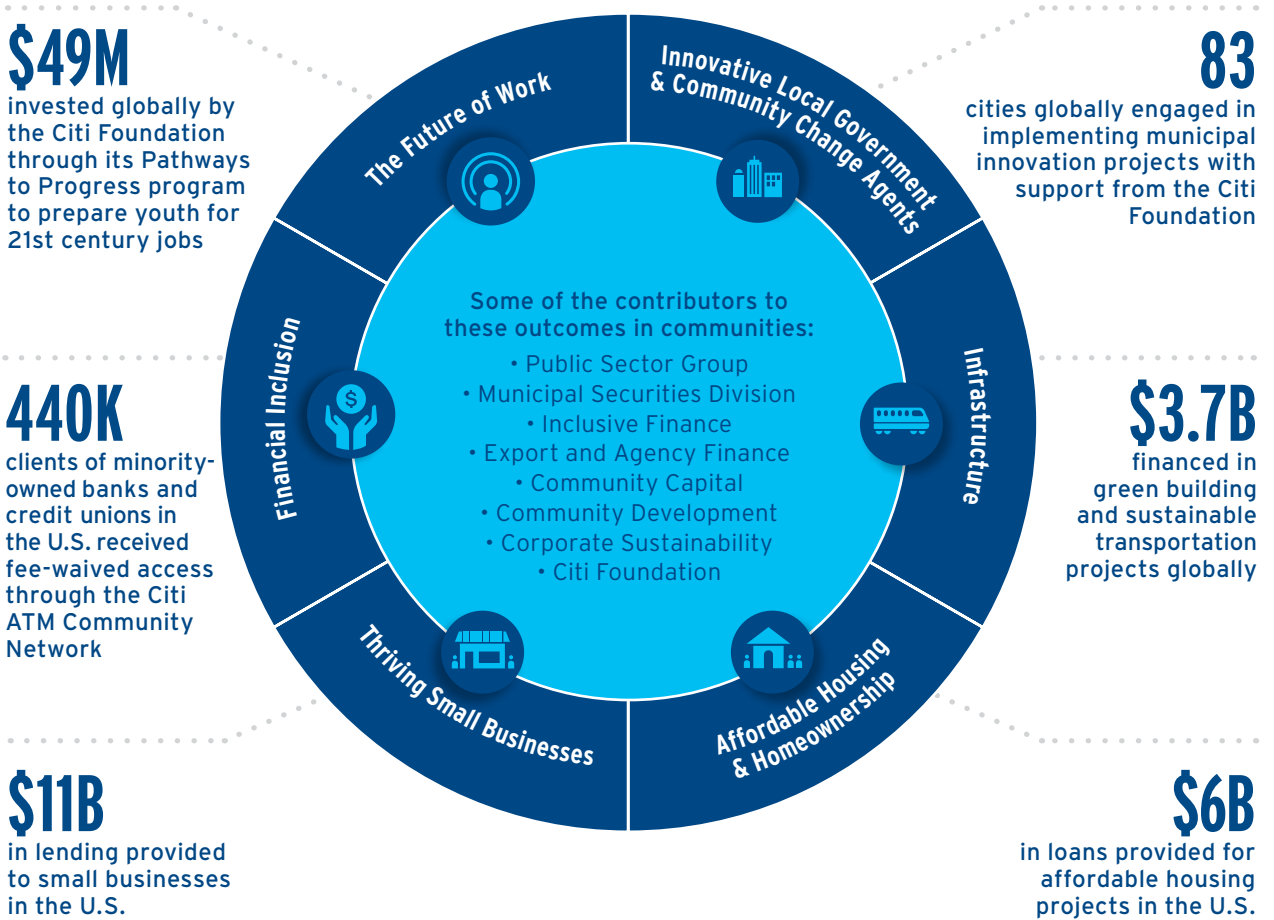 $49M
invested globally by
the Citi Foundation
through its Pathways
to Progress program
to prepare youth for
21st century jobs
The Future of Work
Innovative Local Government
& Community Change Agents
83
cities globally engaged in
implementing municipal
innovation projects with
support from the Citi
Foundation
440K
clients of minority-
owned banks and
credit unions in
the U.S. received
fee-waived access
through the Citi
ATM Community
Network
Financial Inclusion
$
Some of the contributors to
these outcomes in communities:
• Public Sector Group
• Municipal Securities Division
• Inclusive Finance
• Export and Agency Finance
• Community Capital
• Community Development
• Corporate Sustainability
• Citi Foundation
Infrastructure
$3.7B
financed in
green building
and sustainable
transportation
projects globally
$11B
in lending provided
to small businesses
in the U.S.
Thriving Small Businesses
Affordable Housing
& Homeownership
$6B
in loans provided for
affordable housing
projects in the U.S.